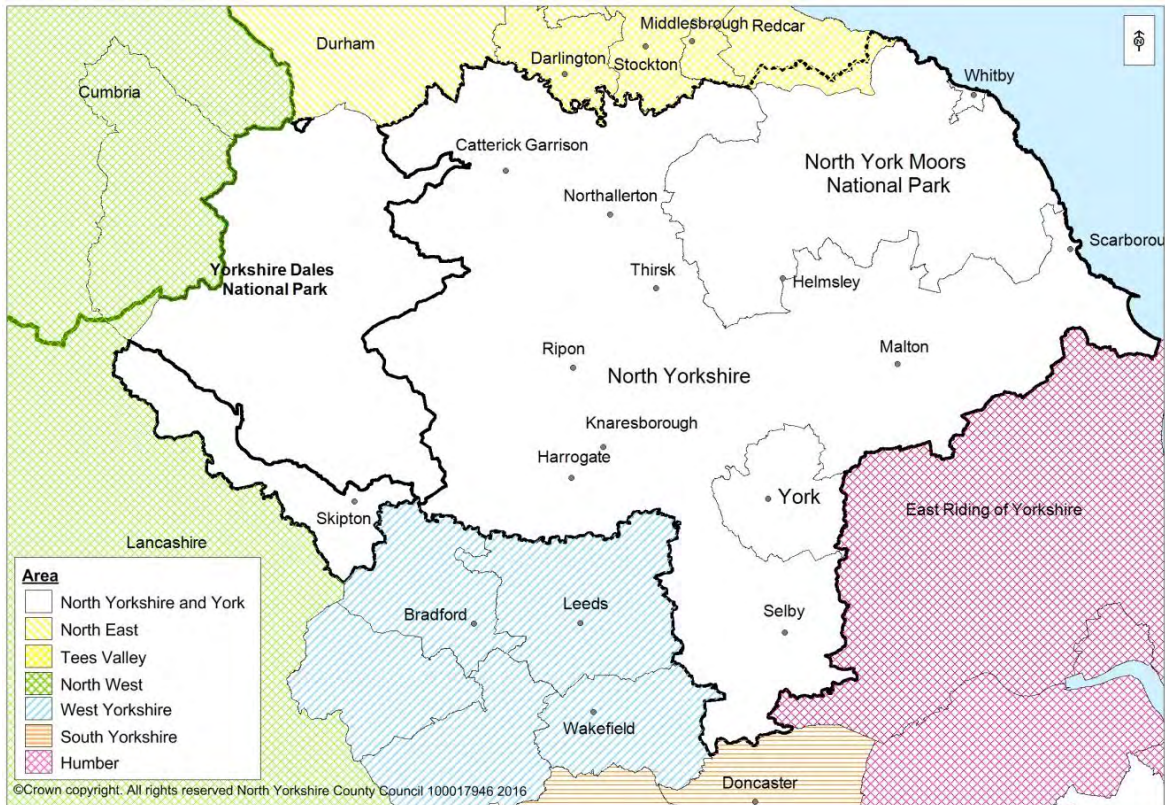 Durham
Middlesbrough
Redcar
Darlington
Stockton
Whitby
Cumbria
Catterick Garrison
North York Moors
National Park
Northallerton
Scarborou
Yorkshire Dales
National Park
Thirsk
Helmsley
Ripon
North Yorkshire
Malton
Knaresborough
Harrogate
York
Skipton
East Riding of Yorkshire
Lancashire
Bradford
Leeds
Selby
Wakefield
Doncaster
Area
North Yorkshire and York
North East
Tees Valley
North West
West Yorkshire
South Yorkshire
Humber
©Crown copyright. All rights reserved North Yorkshire County Council 100017946 2016